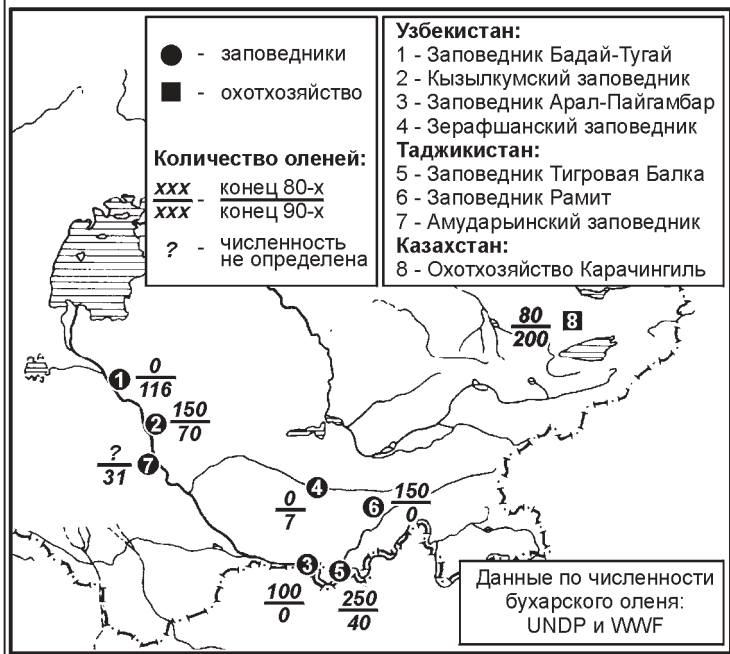 - заповедники
- охотхозяйство
Количество оленей:
xxx - конец 80-х
xxx конец 90-х
? - численность
не определена
Узбекистан:
1 - Заповедник Бадай-Тугай
2 - Кызылкумский заповедник
3 - Заповедник Арал-Пайгамбар
4 - Зерафшанский заповедник
Таджикистан:
5 - Заповедник Тигровая Балка
6 - Заповедник Рамит
7 - Амударьинский заповедник
Казахстан:
8 - Охотхозяйство Карачингиль
80
200
8
1
0
116
2
150
70
?
31
7
4
0
7
6
150
0
3
100
0
5
250
40
Данные по численности
бухарского оленя:
UNDP и WWF